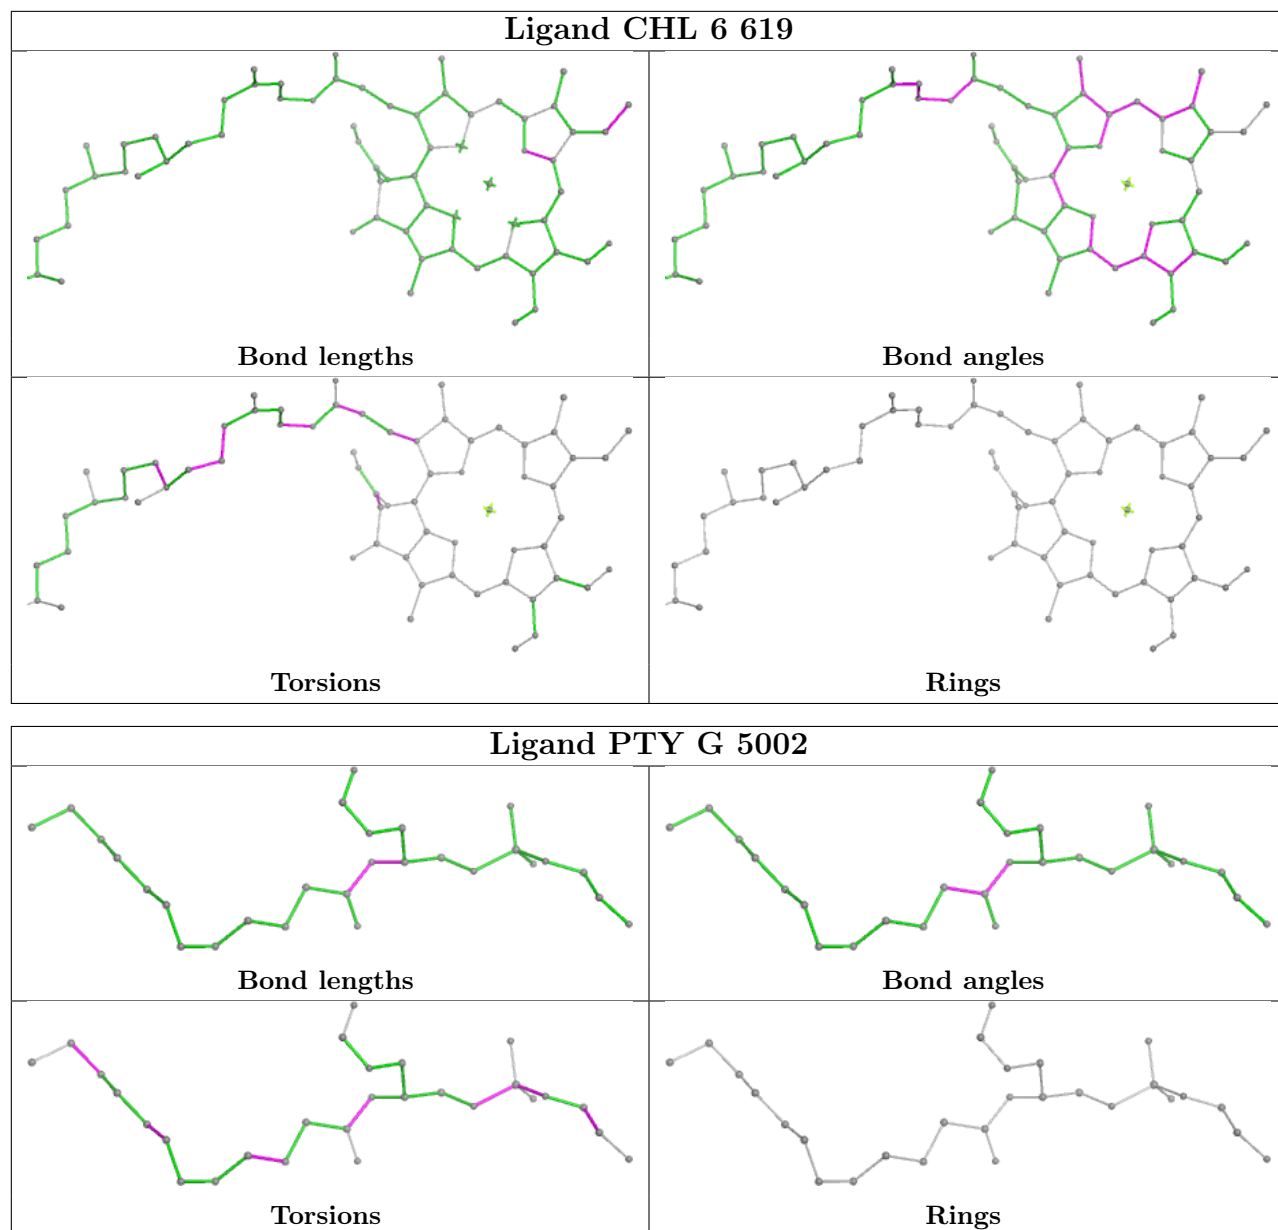 Ligand CHL 6 619
Bond lengths
Bond angles
Torsions
Rings
Ligand PTY G 5002
Bond lengths
Bond angles
Torsions
Rings